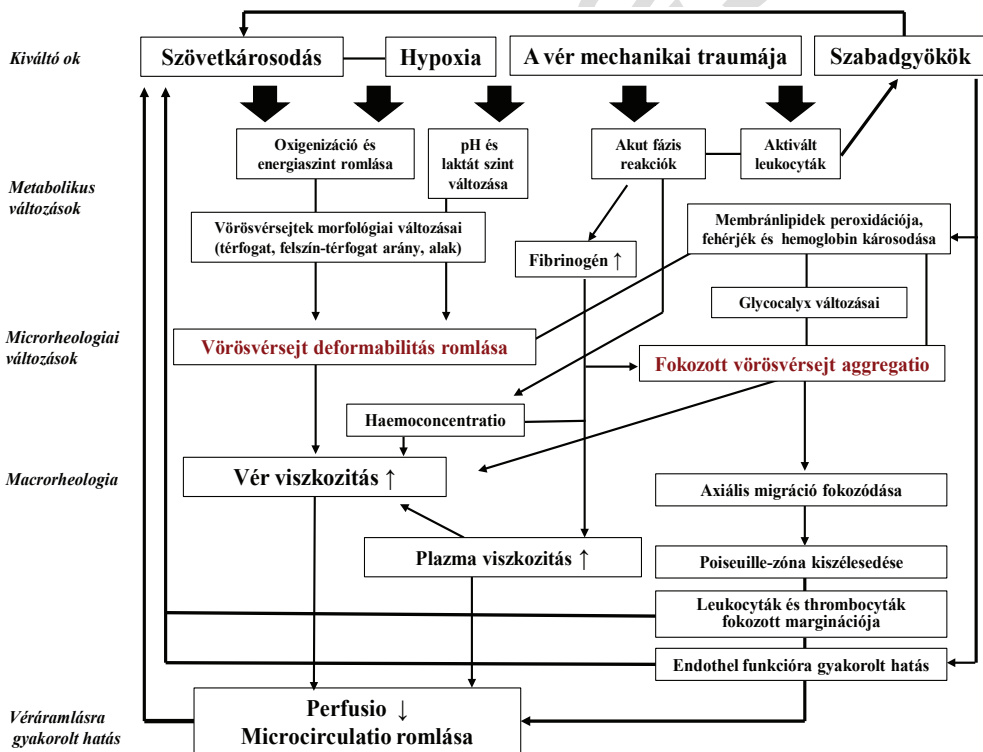 Kiváltó ok
Szövetkárosodás
Hypoxia
A vér mechanikai traumája
Szabadgyökök
Oxigenizáció és
energiaszint romlása
pH és
laktát szint
változása
Akut fázis
reakciók
Aktivált
leukocyták
Metabolikus
változások
Vörösvérsejtek morfológiai változásai
(térfogat, felszín-térfogat arány, alak)
Membránlipidek peroxidációja,
fehérjék és hemoglobin károsodása
Fibrinogén ↑
Glycocalyx változásai
Microrheologiai
változások
Vörösvérsejt deformabilitás romlása
Fokozott vörösvérsejt aggregatio
Haemoconcentratio
Macrorheologia
Vér viszkozitás ↑
Axiális migráció fokozódása
Plazma viszkozitás ↑
Poiseuille-zóna kiszélesedése
Leukocyták és thrombocyták
fokozott marginációja
Endothel funkcióra gyakorolt hatás
Véráramlásra
gyakorolt hatás
Perfusio ↓
Microcirculatio romlása